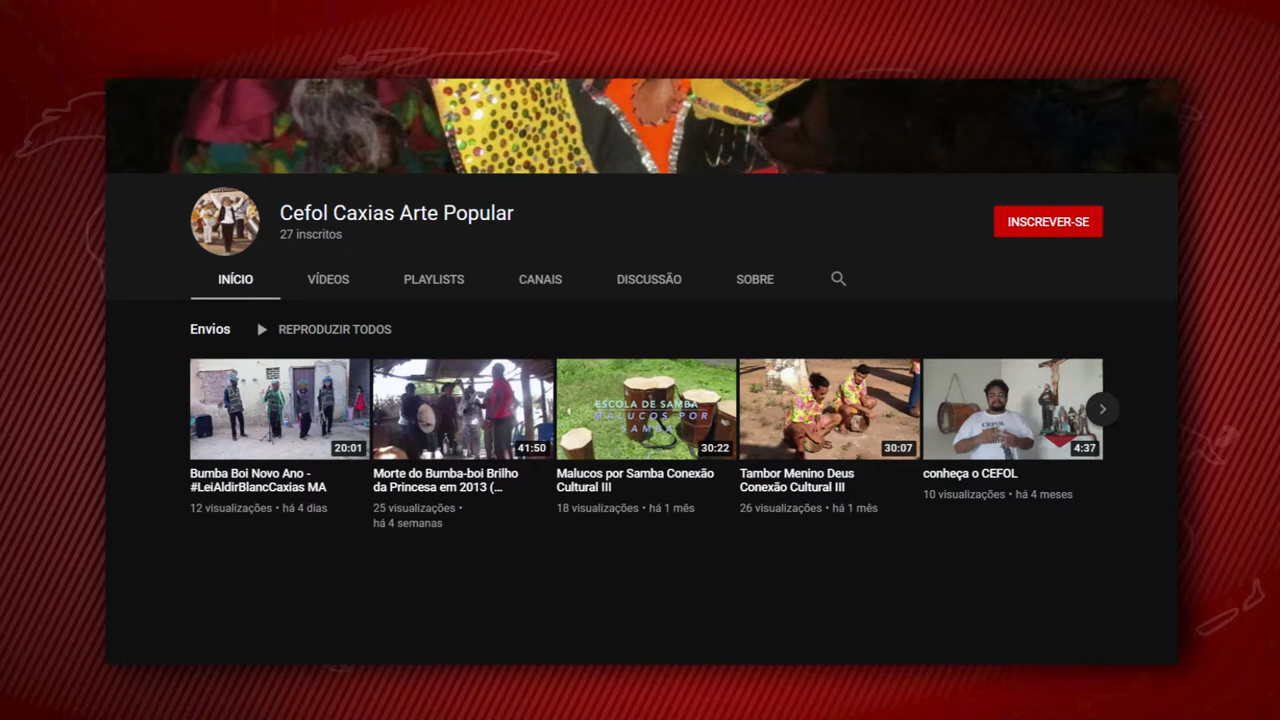 Cefol Caxias Arte Popular
27 inscritos
INSCREVER-SE
INÍCIO VÍDEOS PLAYLISTS CANAIS DISCUSSÃO SOBRE
Envios REPRODUZIR TODOS
20:01
41:50
ESCOLA DE SAMBA
MALUCOS POR
SAMBA
30:22
30:07
CEFOL
4:37
Bumba Boi Novo Ano -
#LeiAldirBlancCaxias MA
12 visualizações • há 4 dias
Morte do Bumba-boi Brilho
da Princesa em 2013 (...
25 visualizações •
há 4 semanas
Malucos por Samba Conexão
Cultural III
18 visualizações • há 1 mês
Tambor Menino Deus
Conexão Cultural III
26 visualizações • há 1 mês
conheça o CEFOL
10 visualizações • há 4 meses